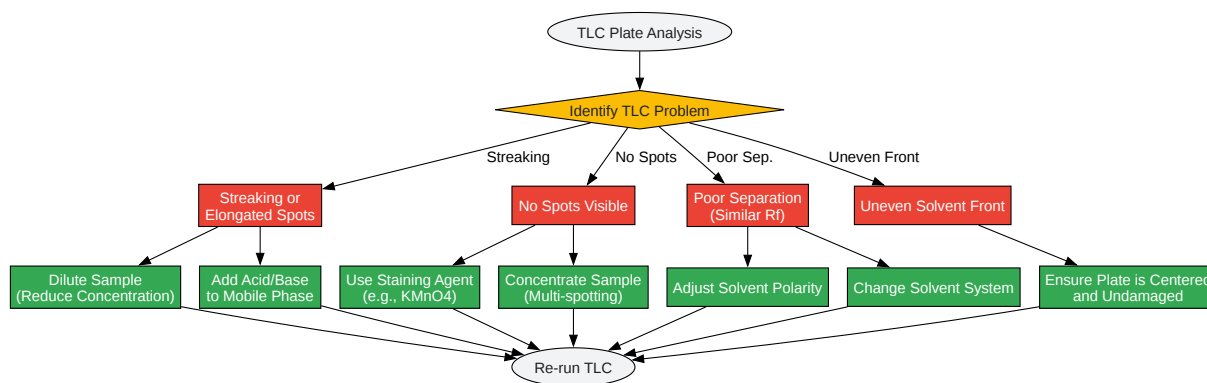 TLC Plate Analysis
Identify TLC Problem
Streaking
No Spots
Poor Sep.
Uneven Front
Streaking or
Elongated Spots
No Spots Visible
Poor Separation
(Similar Rf)
Uneven Solvent Front
Dilute Sample
(Reduce Concentration)
Add Acid/Base
to Mobile Phase
Use Staining Agent
(e.g., KMnO4)
Concentrate Sample
(Multi-spotting)
Adjust Solvent Polarity
Change Solvent System
Ensure Plate is Centered
and Undamaged
Re-run TLC